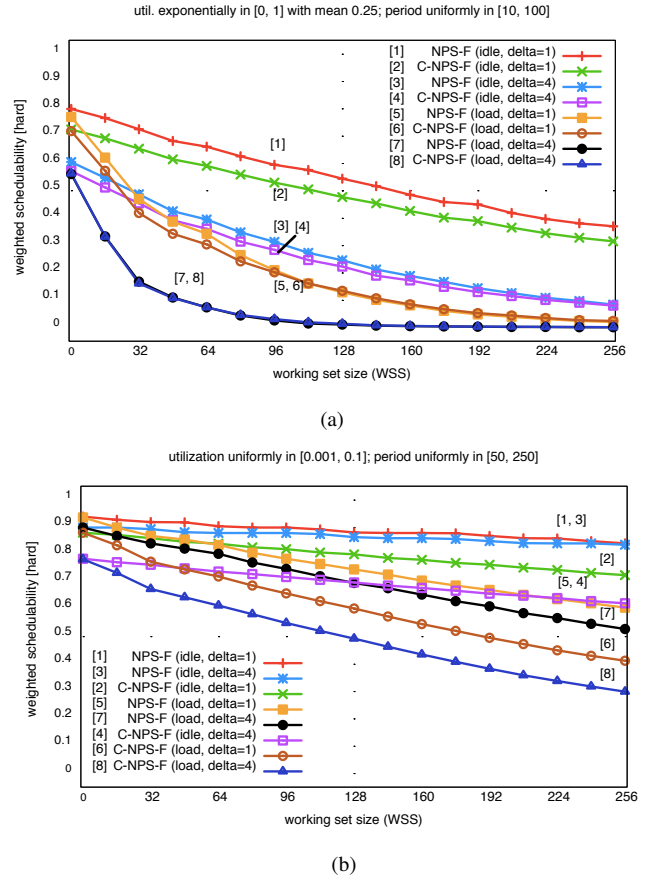 util. exponentially in [0, 1] with mean 0.25; period uniformly in [10, 100]
weighted schedulability [hard]
1
0.9
0.8
0.7
0.6
0.5
0.4
0.3
0.2
0.1
0
[1] NPS-F (idle, delta=1)
[2] C-NPS-F (idle, delta=1)
[3] NPS-F (idle, delta=4)
[4] C-NPS-F (idle, delta=4)
[5] NPS-F (load, delta=1)
[6] C-NPS-F (load, delta=1)
[7] NPS-F (load, delta=4)
[8] C-NPS-F (load, delta=4)
[1]
[2]
[3] [4]
[7, 8]
[5, 6]
0 32 64 96 128 160 192 224 256
working set size (WSS)
(a)
utilization uniformly in [0.001, 0.1]; period uniformly in [50, 250]
weighted schedulability [hard]
1
0.9
0.8
0.7
0.6
0.5
0.4
0.3
0.2
0.1
0
[1, 3]
[2]
[5, 4]
[7]
[6]
[8]
[1] NPS-F (idle, delta=1)
[3] NPS-F (idle, delta=4)
[2] C-NPS-F (idle, delta=1)
[5] NPS-F (load, delta=1)
[7] NPS-F (load, delta=4)
[4] C-NPS-F (idle, delta=4)
[6] C-NPS-F (load, delta=1)
[8] C-NPS-F (load, delta=4)
0 32 64 96 128 160 192 224 256
working set size (WSS)
(b)